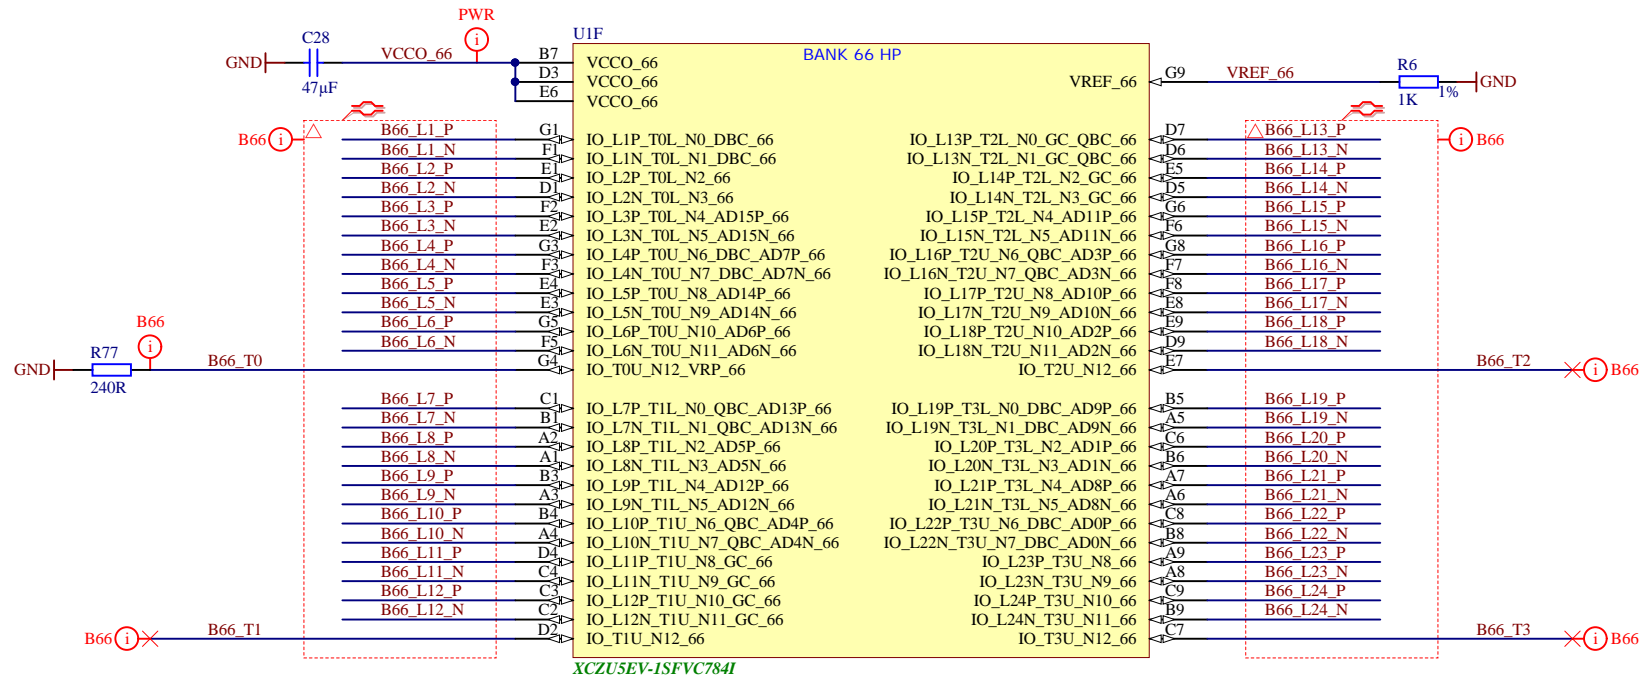 PWR
C28
U1F
GND
VCCO_66
47µF
BANK 66 HP
B7 VCCO_66
D3 VCCO_66
E6 VCCO_66
VREF_66 G9 VREF_66
R6
1K
1%
GND
B66
B66
B66_L1_P G1 IO_L1P_T0L_N0_DBC_66 IO_L13P_T2L_N0_GC_QBC_66 D7 B66_L13_P
B66_L1_N F1 IO_L1N_T0L_N1_DBC_66 IO_L13N_T2L_N1_GC_QBC_66 D6 B66_L13_N
B66_L2_P E1 IO_L2P_T0L_N2_66 IO_L14P_T2L_N2_GC_66 E5 B66_L14_P
B66_L2_N D1 IO_L2N_T0L_N3_66 IO_L14N_T2L_N3_GC_66 D5 B66_L14_N
B66_L3_P F2 IO_L3P_T0L_N4_AD15P_66 IO_L15P_T2L_N4_AD11P_66 G6 B66_L15_P
B66_L3_N E2 IO_L3N_T0L_N5_AD15N_66 IO_L15N_T2L_N5_AD11N_66 F6 B66_L15_N
B66_L4_P G3 IO_L4P_T0U_N6_DBC_AD7P_66 IO_L16P_T2U_N6_QBC_AD3P_66 G8 B66_L16_P
B66_L4_N F3 IO_L4N_T0U_N7_DBC_AD7N_66 IO_L16N_T2U_N7_QBC_AD3N_66 F7 B66_L16_N
B66_L5_P E4 IO_L5P_T0U_N8_AD14P_66 IO_L17P_T2U_N8_AD10P_66 F8 B66_L17_P
B66_L5_N E3 IO_L5N_T0U_N9_AD14N_66 IO_L17N_T2U_N9_AD10N_66 E8 B66_L17_N
B66_L6_P G5 IO_L6P_T0U_N10_AD6P_66 IO_L18P_T2U_N10_AD2P_66 E9 B66_L18_P
B66_L6_N F5 IO_L6N_T0U_N11_AD6N_66 IO_L18N_T2U_N11_AD2N_66 D9 B66_L18_N
B66
GND
R77
240R
B66_T0 G4 IO_T0U_N12_VRP_66 IO_T2U_N12_66 E7 B66_T2 B66
B66_L7_P C1 IO_L7P_T1L_N0_QBC_AD13P_66 IO_L19P_T3L_N0_DBC_AD9P_66 B5 B66_L19_P
B66_L7_N B1 IO_L7N_T1L_N1_QBC_AD13N_66 IO_L19N_T3L_N1_DBC_AD9N_66 A5 B66_L19_N
B66_L8_P A2 IO_L8P_T1L_N2_AD5P_66 IO_L20P_T3L_N2_AD1P_66 C6 B66_L20_P
B66_L8_N A1 IO_L8N_T1L_N3_AD5N_66 IO_L20N_T3L_N3_AD1N_66 B6 B66_L20_N
B66_L9_P B3 IO_L9P_T1L_N4_AD12P_66 IO_L21P_T3L_N4_AD8P_66 A7 B66_L21_P
B66_L9_N A3 IO_L9N_T1L_N5_AD12N_66 IO_L21N_T3L_N5_AD8N_66 A6 B66_L21_N
B66_L10_P B4 IO_L10P_T1U_N6_QBC_AD4P_66 IO_L22P_T3U_N6_DBC_AD0P_66 C8 B66_L22_P
B66_L10_N A4 IO_L10N_T1U_N7_QBC_AD4N_66 IO_L22N_T3U_N7_DBC_AD0N_66 B8 B66_L22_N
B66_L11_P D4 IO_L11P_T1U_N8_GC_66 IO_L23P_T3U_N8_66 A9 B66_L23_P
B66_L11_N C4 IO_L11N_T1U_N9_GC_66 IO_L23N_T3U_N9_66 A8 B66_L23_N
B66_L12_P C3 IO_L12P_T1U_N10_GC_66 IO_L24P_T3U_N10_66 C9 B66_L24_P
B66_L12_N C2 IO_L12N_T1U_N11_GC_66 IO_L24N_T3U_N11_66 B9 B66_L24_N
B66 B66_T1 D2 IO_T1U_N12_66 IO_T3U_N12_66 C7 B66_T3 B66
XCZU5EV-1SFVC784I